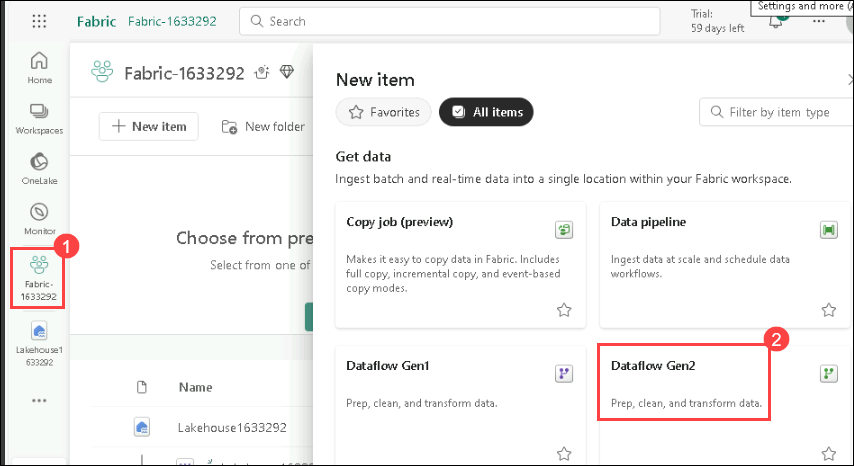 Settings and more (A
Fabric
Fabric-1633292
Search
Trial:
59 days left
Home
Workspaces
OneLake
Monitor
1
Fabric-
1633292
Lakehouse1
633292
Fabric-1633292
New item
New folder
Choose from pre
Select from one of
Name
Lakehouse1633292
New item
Favorites
All items
Filter by item type
Get data
Ingest batch and real-time data into a single location within your Fabric workspace.
Copy job (preview)
Makes it easy to copy data in Fabric. Includes
full copy, incremental copy, and event-based
copy modes.
Data pipeline
Ingest data at scale and schedule data
workflows.
Dataflow Gen1
Prep, clean, and transform data.
2
Dataflow Gen2
Prep, clean, and transform data.